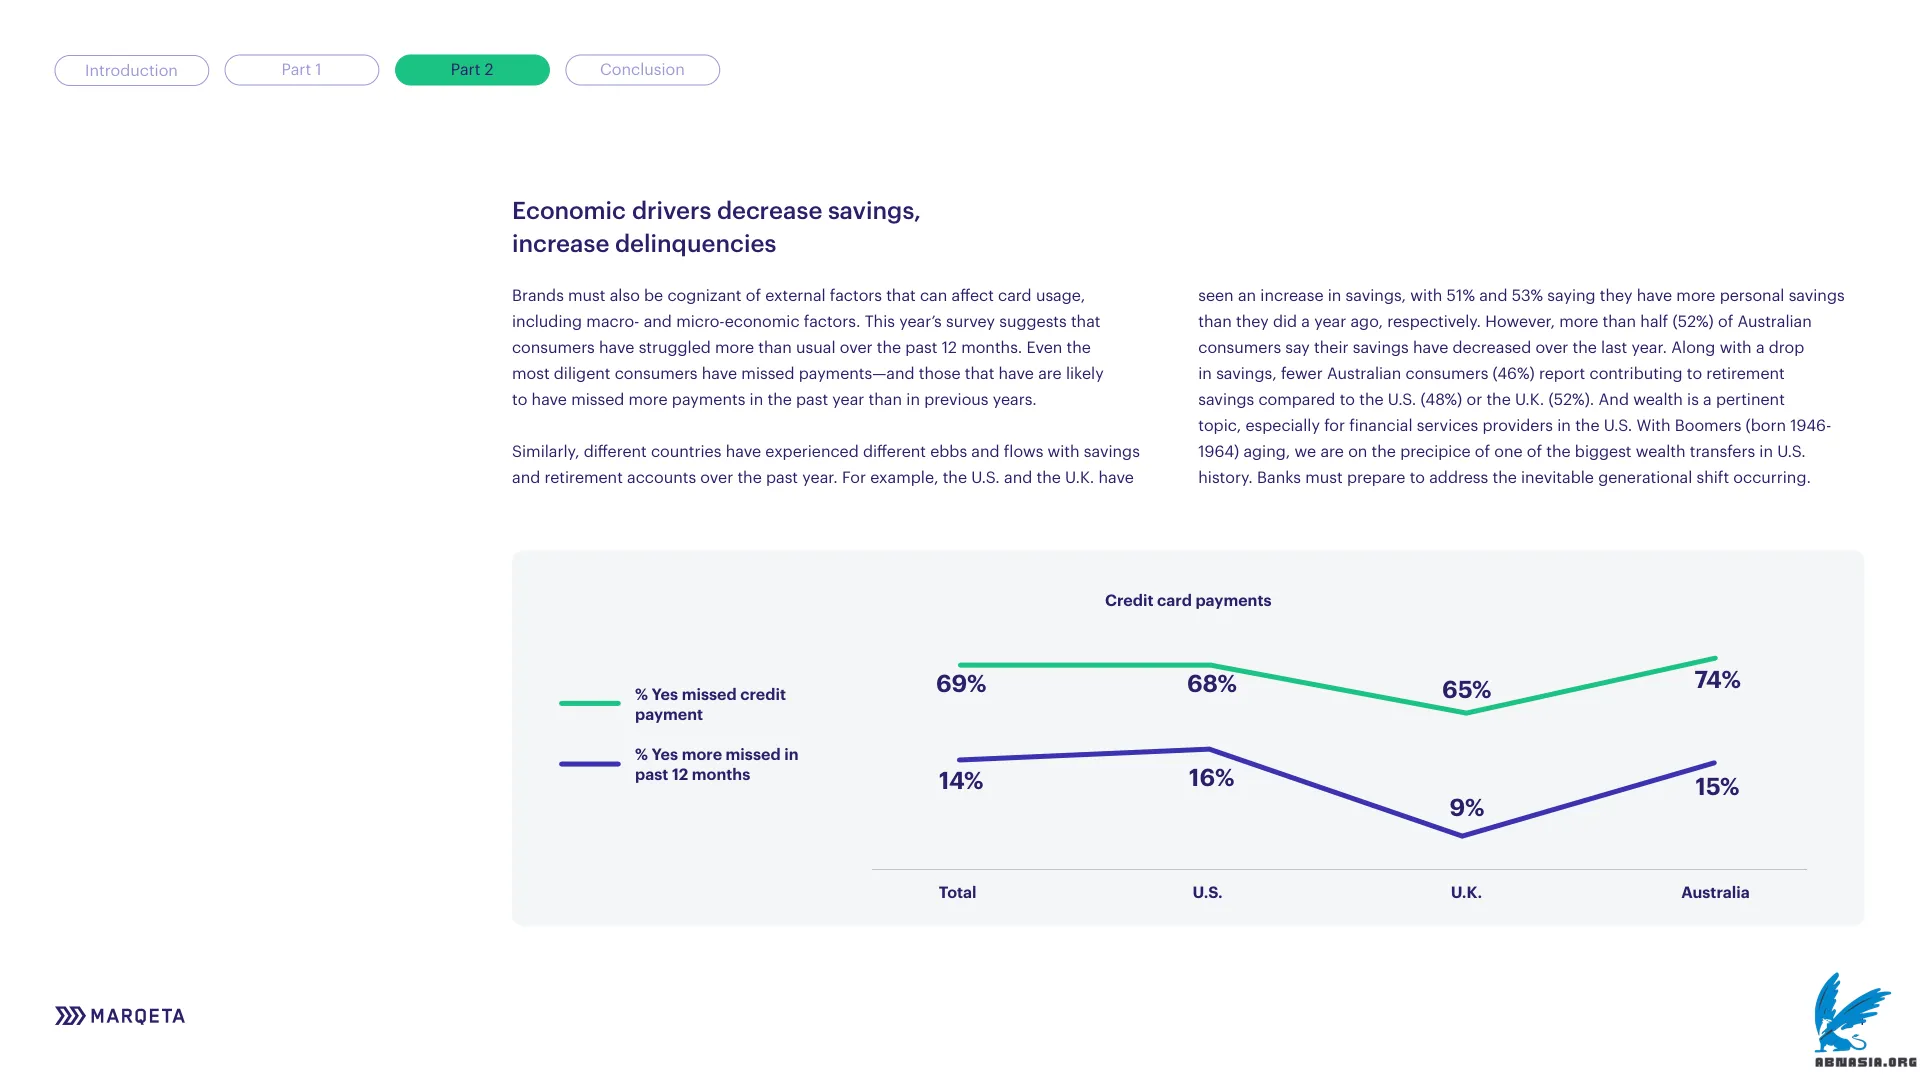 Introduction
Part 1
Part 2
Conclusion
Economic drivers decrease savings,
increase delinquencies
Brands must also be cognizant of external factors that can affect card usage,
including macro- and micro-economic factors. This year’s survey suggests that
consumers have struggled more than usual over the past 12 months. Even the
most diligent consumers have missed payments—and those that have are likely
to have missed more payments in the past year than in previous years.
Similarly, different countries have experienced different ebbs and flows with savings
and retirement accounts over the past year. For example, the U.S. and the U.K. have
seen an increase in savings, with 51% and 53% saying they have more personal savings
than they did a year ago, respectively. However, more than half (52%) of Australian
consumers say their savings have decreased over the last year. Along with a drop
in savings, fewer Australian consumers (46%) report contributing to retirement
savings compared to the U.S. (48%) or the U.K. (52%). And wealth is a pertinent
topic, especially for financial services providers in the U.S. With Boomers (born 1946-
1964) aging, we are on the precipice of one of the biggest wealth transfers in U.S.
history. Banks must prepare to address the inevitable generational shift occurring.
Credit card payments
% Yes missed credit
payment
% Yes more missed in
past 12 months
69%
68%
65%
74%
14%
16%
9%
15%
Total
U.S.
U.K.
Australia
MARQETA
ABNASIA.ORG